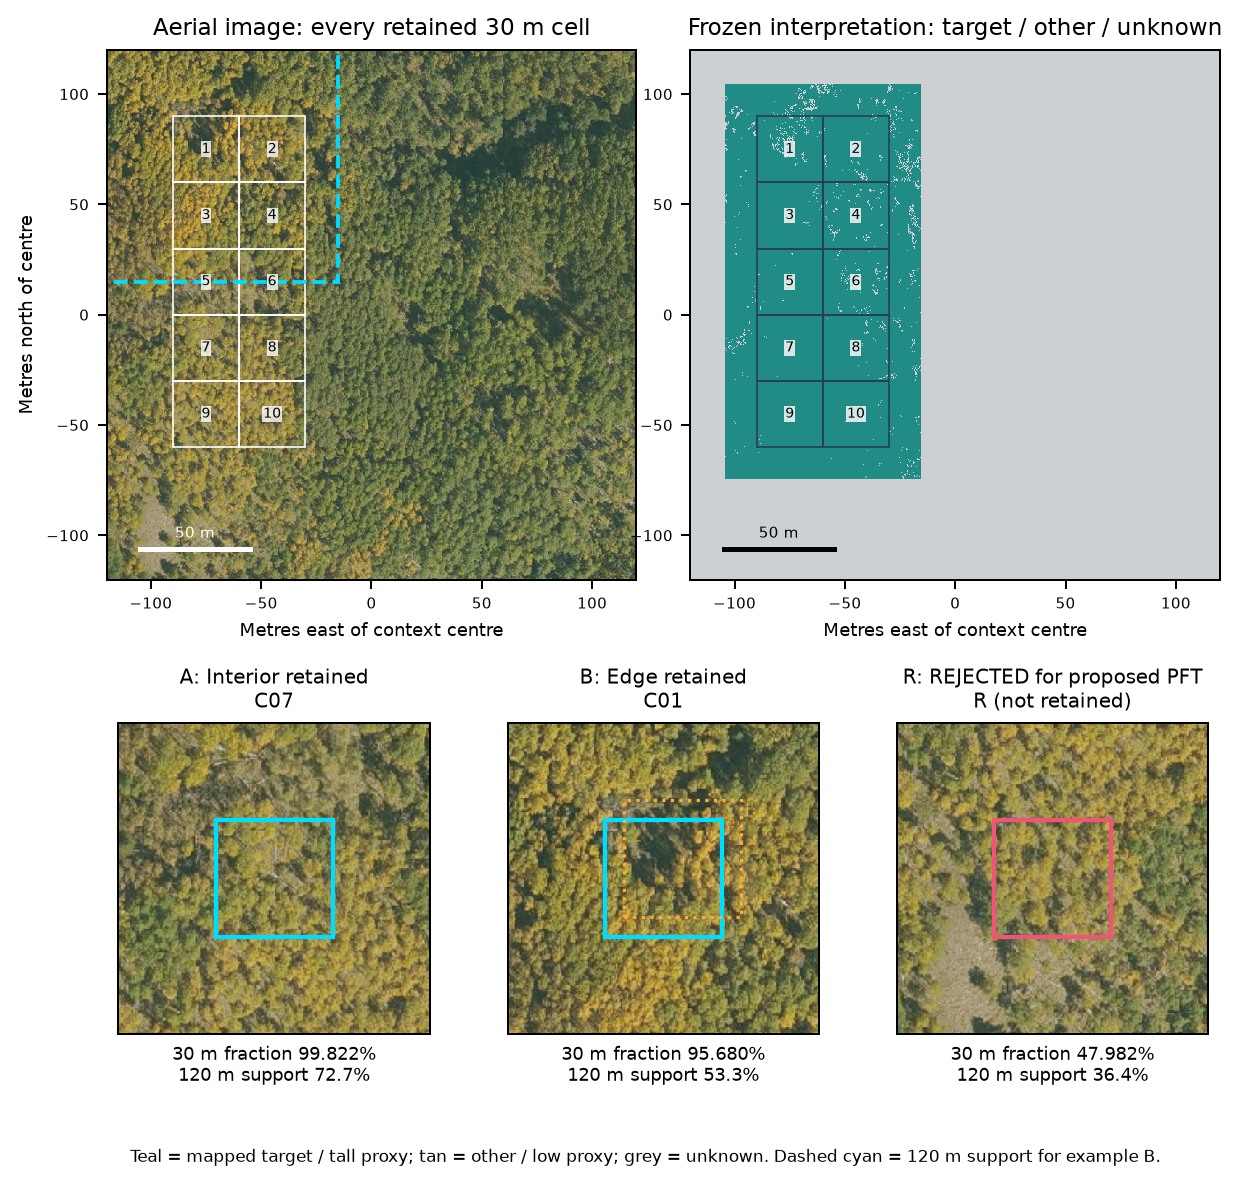 Aerial image: every retained 30 m cell
Frozen interpretation: target / other / unknown
Metres north of centre
100
50
0
−50
−100
1
2
3
4
5
6
7
8
9
10
50 m
−100
−50
0
50
100
Metres east of context centre
100
50
0
−50
−100
1
2
3
4
5
6
7
8
9
10
50 m
−100
−50
0
50
100
Metres east of context centre
A: Interior retained
C07
30 m fraction 99.822%
120 m support 72.7%
B: Edge retained
C01
30 m fraction 95.680%
120 m support 53.3%
R: REJECTED for proposed PFT
R (not retained)
30 m fraction 47.982%
120 m support 36.4%
Teal = mapped target / tall proxy; tan = other / low proxy; grey = unknown. Dashed cyan = 120 m support for example B.